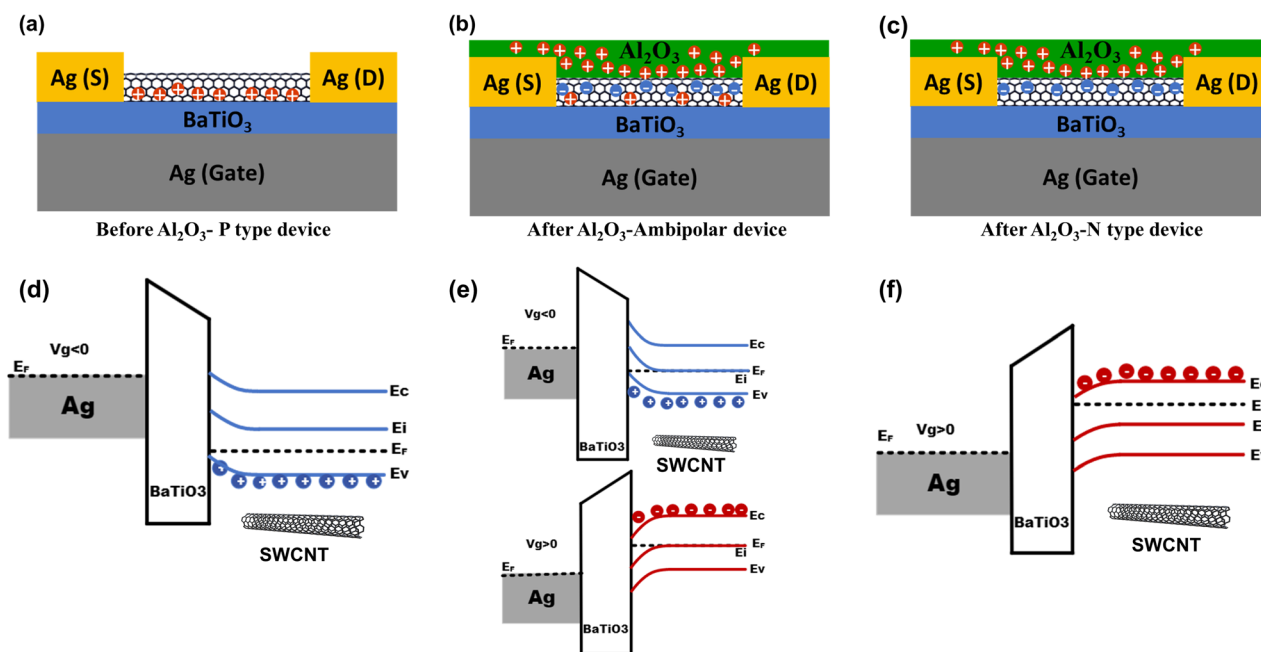 (a)
Ag (S)
Ag (D)
BaTiO₃
Ag (Gate)
Before Al₂O₃- P type device
(b)
Al₂O₃
Ag (S)
Ag (D)
BaTiO₃
Ag (Gate)
After Al₂O₃-Ambipolar device
(c)
Al₂O₃
Ag (S)
Ag (D)
BaTiO₃
Ag (Gate)
After Al₂O₃-N type device
(d)
Vg<0
EF
Ag
BaTiO3
Ec
Ei
EF
Ev
SWCNT
(e)
Vg<0
EF
Ag
BaTiO3
Ec
EF
Ei
Ev
SWCNT
Vg>0
EF
Ag
BaTiO3
Ec
EF
Ei
Ev
(f)
EF
Vg>0
Ag
BaTiO3
SWCNT